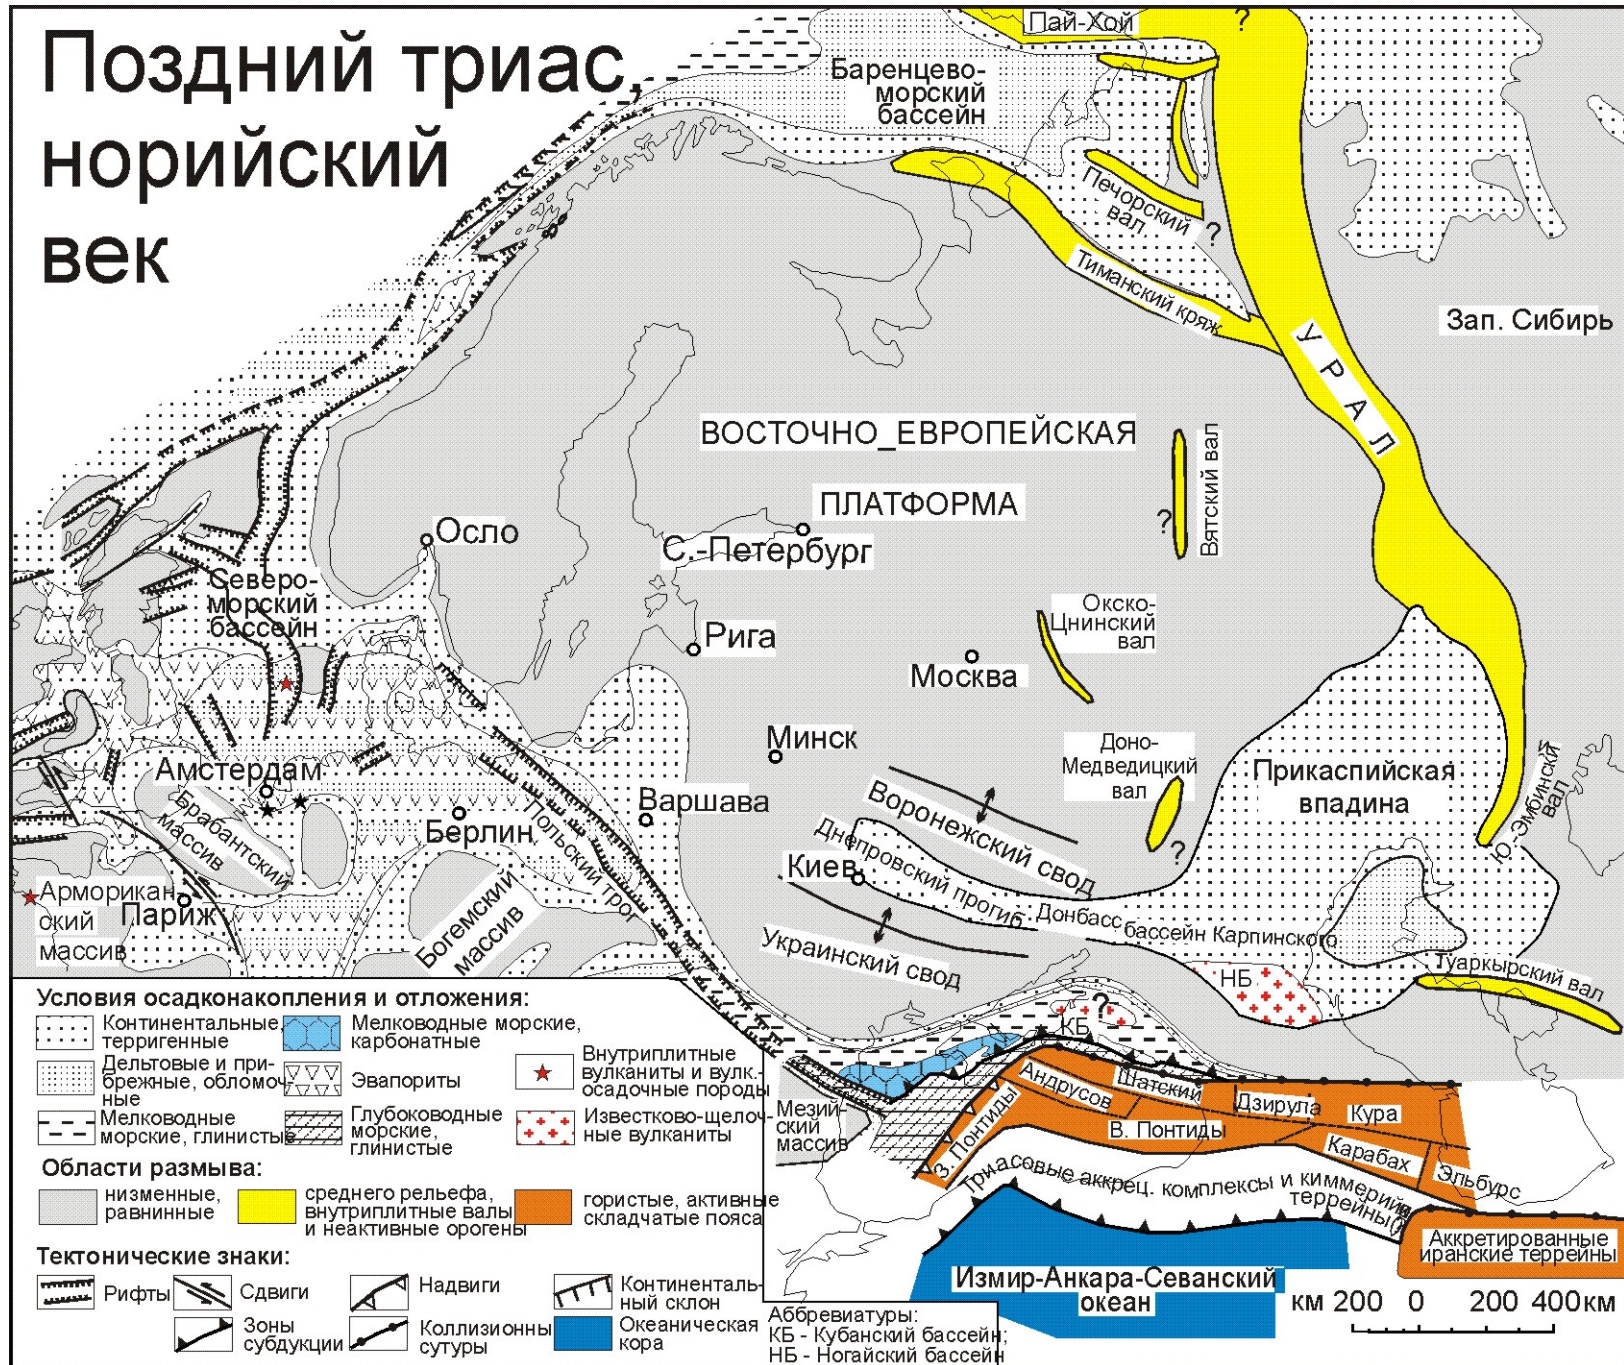 Поздний триас,
норийский
век
Пай-Хой
?
Баренцево-
морский
бассейн
Печорский
вал
?
Тиманский кряж
УРАЛ
Зап. Сибирь
ВОСТОЧНО_ЕВРОПЕЙСКАЯ
ПЛАТФОРМА
Вятский вал
?
Осло
С.-Петербург
Северо-
морский
бассейн
Окско-
Цнинский
вал
Рига
Москва
Минск
Доно-
Медведицкий
вал
?
Прикаспийская
впадина
Ю.-Эмбинский
вал
Амстердам
Брабантский
массив
Берлин
Польский трог
Варшава
Воронежский свод
Днепровский прогиб
Киев
Донбасс
бассейн Карпинского
Украинский свод
Арморикан
ский
массив
Париж
Богемский
массив
НБ
Туаркырский вал
?
КБ
Мезий-
ский
массив
Андрусов
Шатский
Дзирула
Кура
З. Понтиды
В. Понтиды
Карабах
Эльбурс
Триасовые аккрец. комплексы и киммерий
террейны
Аккретированные
иранские террейны
Измир-Анкара-Севанский
океан
км 200 0 200 400км
Условия осадконакопления и отложения:
Континентальные,
терригенные
Дельтовые и при-
брежные, обломоч-
ные
Мелководные
морские, глинистые
Мелководные морские,
карбонатные
Эвапориты
Глубоководные
морские,
глинистые
Внутриплитные
вулканиты и вулк.-
осадочные породы
Известково-щелоч-
ные вулканиты
Области размыва:
низменные,
равнинные
среднего рельефа,
внутриплитные валы
и неактивные орогены
гористые, активные
складчатые пояса
Тектонические знаки:
Рифты
Сдвиги
Надвиги
Континенталь-
ный склон
Зоны
субдукции
Коллизионны
сутуры
Океаническая
кора
Аббревиатуры:
КБ - Кубанский бассейн;
НБ - Ногайский бассейн